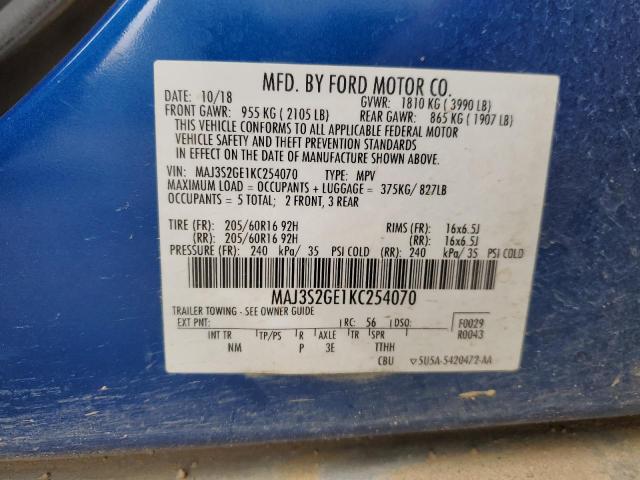 MFD. BY FORD MOTOR CO.
DATE: 10/18 GVWR: 1810 KG ( 3990 LB)
FRONT GAWR: 955 KG ( 2105 LB) REAR GAWR: 865 KG ( 1907 LB)
THIS VEHICLE CONFORMS TO ALL APPLICABLE FEDERAL MOTOR
VEHICLE SAFETY AND THEFT PREVENTION STANDARDS
IN EFFECT ON THE DATE OF MANUFACTURE SHOWN ABOVE.
VIN: MAJ3S2GE1KC254070 TYPE: MPV
MAXIMUM LOAD = OCCUPANTS + LUGGAGE = 375KG/ 827LB
OCCUPANTS = 5 TOTAL; 2 FRONT, 3 REAR
TIRE (FR): 205/60R16 92H RIMS (FR): 16x6.5J
(RR): 205/60R16 92H (RR): 16x6.5J
PRESSURE (FR): 240 kPa/ 35 PSI COLD (RR): 240 kPa/ 35 PSI COLD
MAJ3S2GE1KC254070
TRAILER TOWING - SEE OWNER GUIDE
EXT PNT: RC: 56 DSO: F0029
INT TR TP/PS R AXLE TR SPR R0043
NM P 3E TTHH
CBU ▽5U5A-5420472-AA